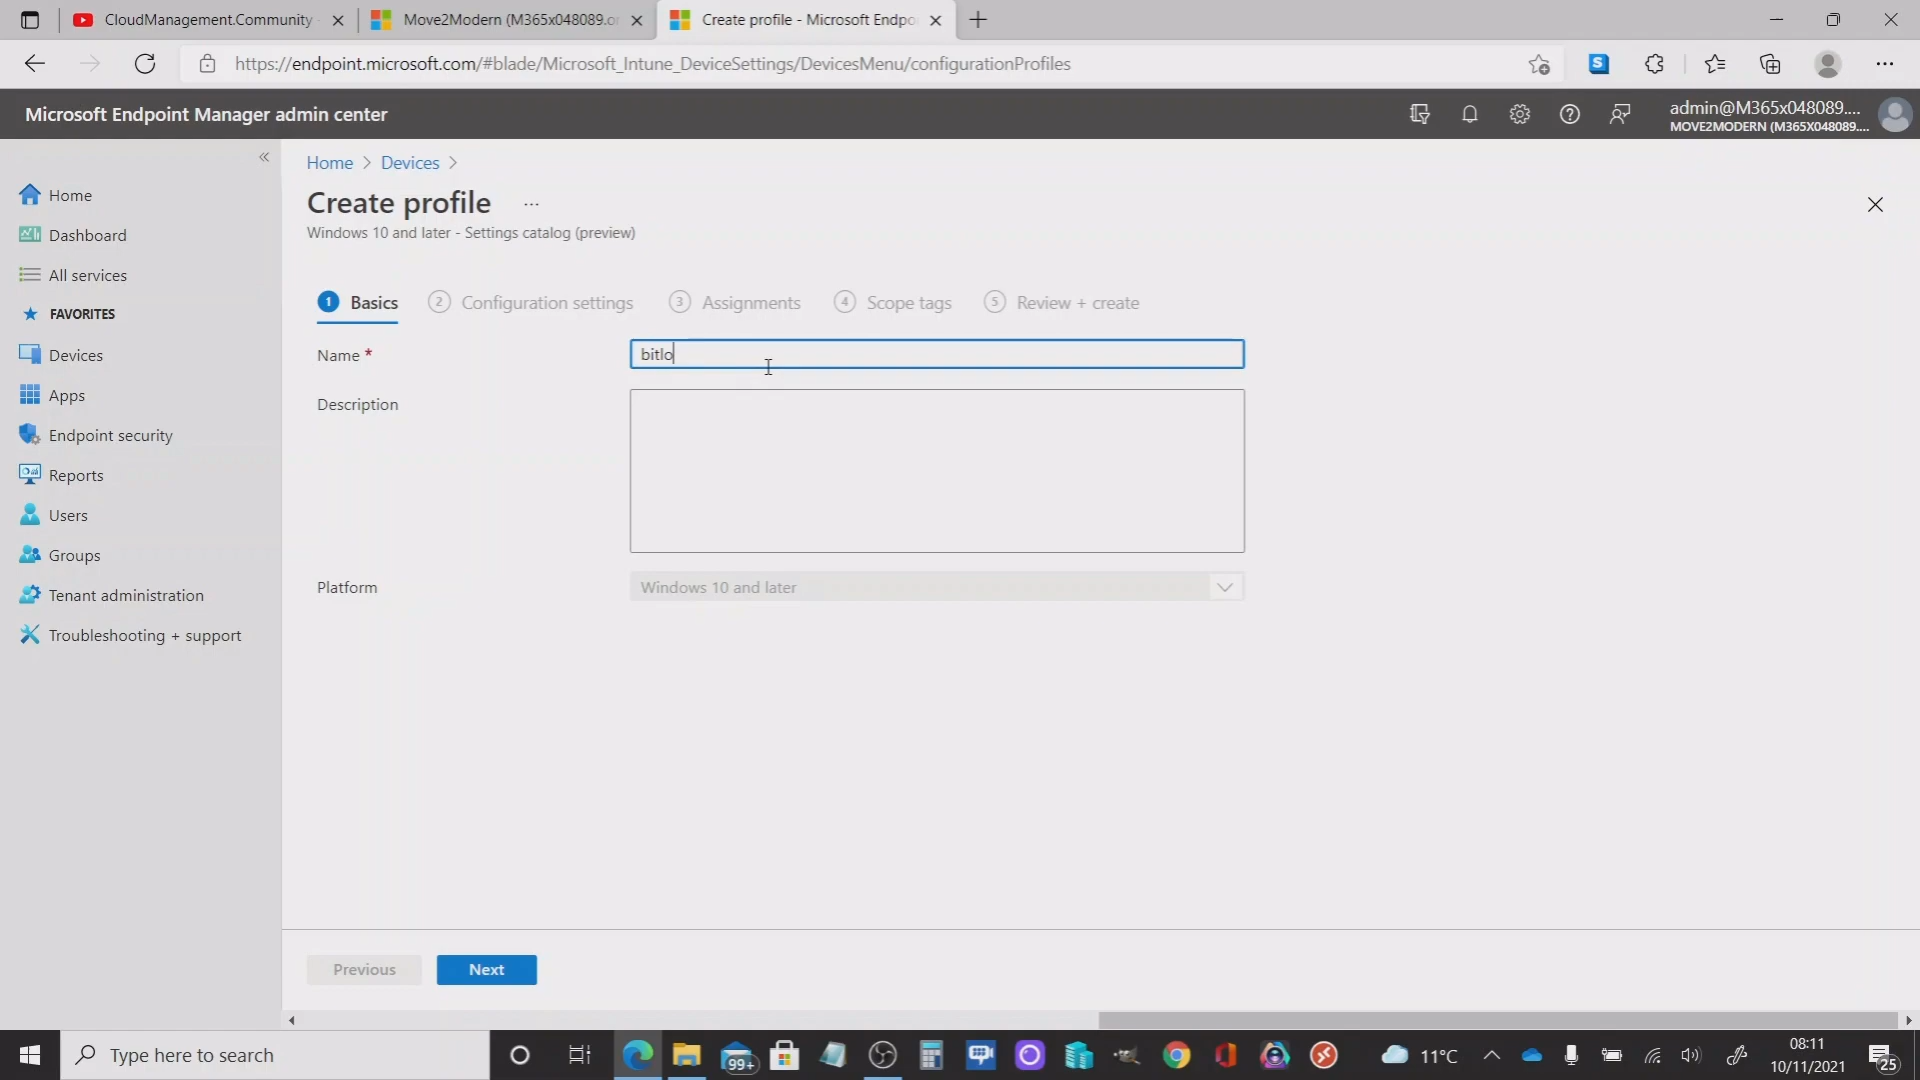 CloudManagement.Community
Move2Modern (M365x048089.o
Create profile - Microsoft Endpo
https://endpoint.microsoft.com/#blade/Microsoft_Intune_DeviceSettings/DevicesMenu/configurationProfiles
Microsoft Endpoint Manager admin center
admin@M365x048089....
MOVE2MODERN (M365X048089....
Home
Dashboard
All services
FAVORITES
Devices
Apps
Endpoint security
Reports
Users
Groups
Tenant administration
Troubleshooting + support
Home > Devices >
Create profile ...
Windows 10 and later - Settings catalog (preview)
1 Basics 2 Configuration settings 3 Assignments 4 Scope tags 5 Review + create
Name * bitlo
Description
Platform Windows 10 and later
Previous Next
Type here to search
99+
11°C
08:11
10/11/2021
25